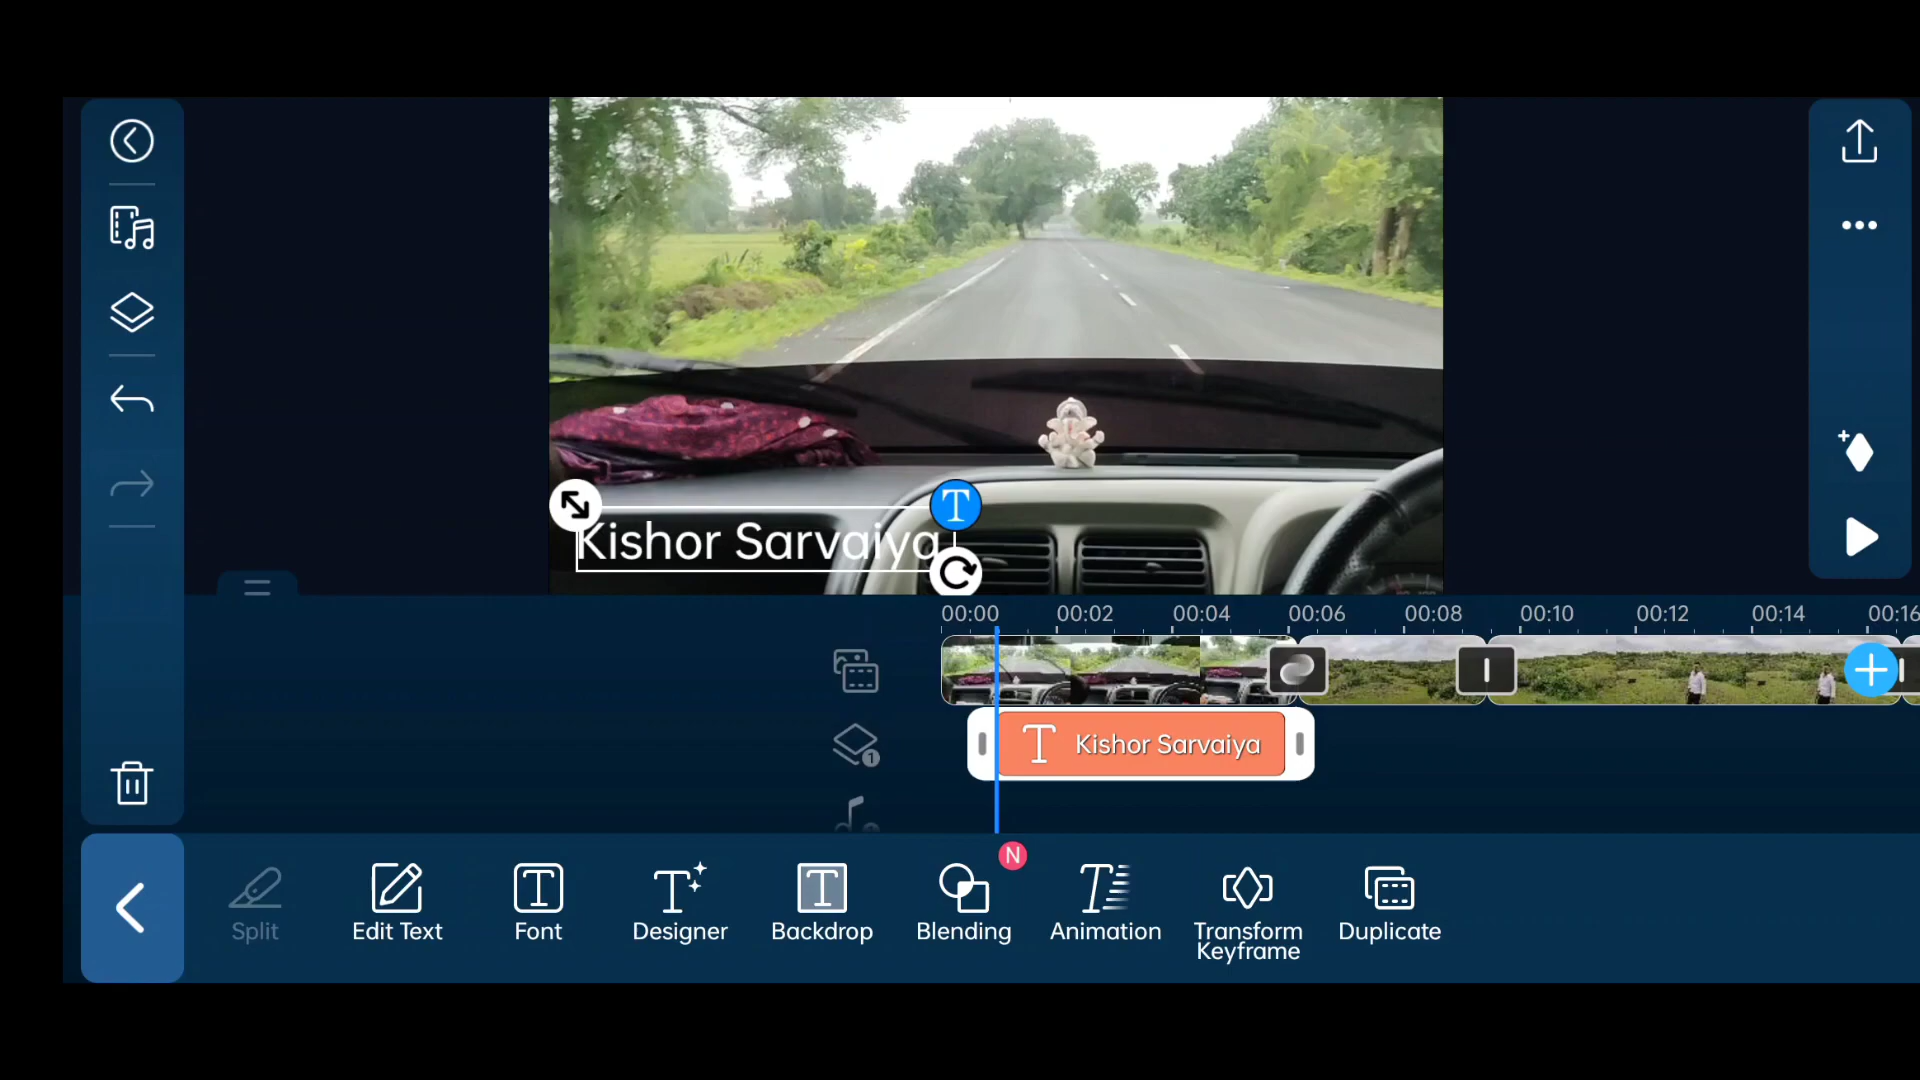 Kishor Sarvaiya
00:00 00:02 00:04 00:06 00:08 00:10 00:12 00:14 00:16
T Kishor Sarvaiya
N
Split Edit Text Font Designer Backdrop Blending Animation Transform Keyframe Duplicate